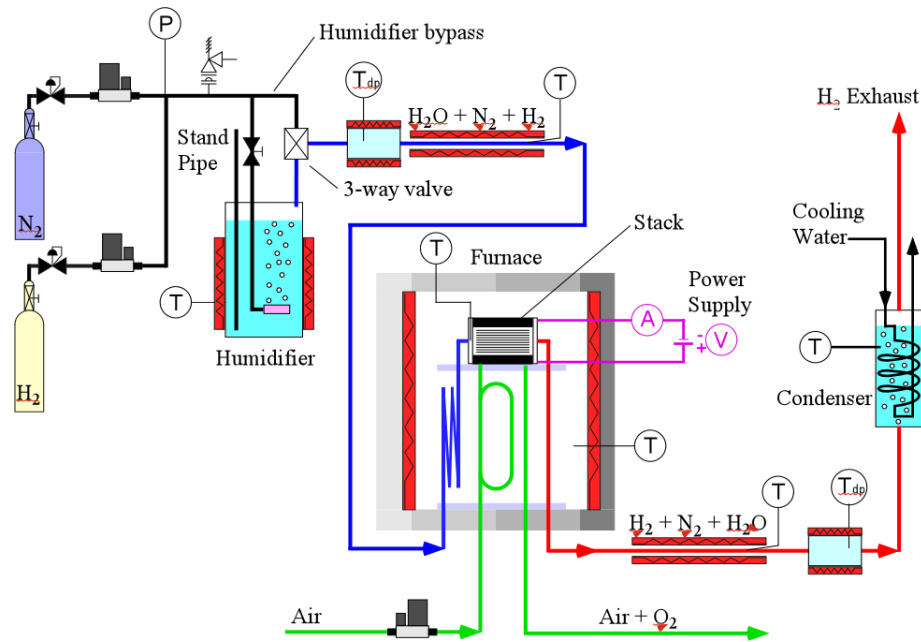 P
Humidifier bypass
T
dp
T
H₂O + N₂ + H₂
H₂ Exhaust
Stand
Pipe
3-way valve
N₂
Cooling
Water
T
Furnace
Stack
Power
Supply
A
- +
V
T
Humidifier
H₂
T
Condenser
T
H₂ + N₂ + H₂O
T
T
dp
Air
Air + O₂